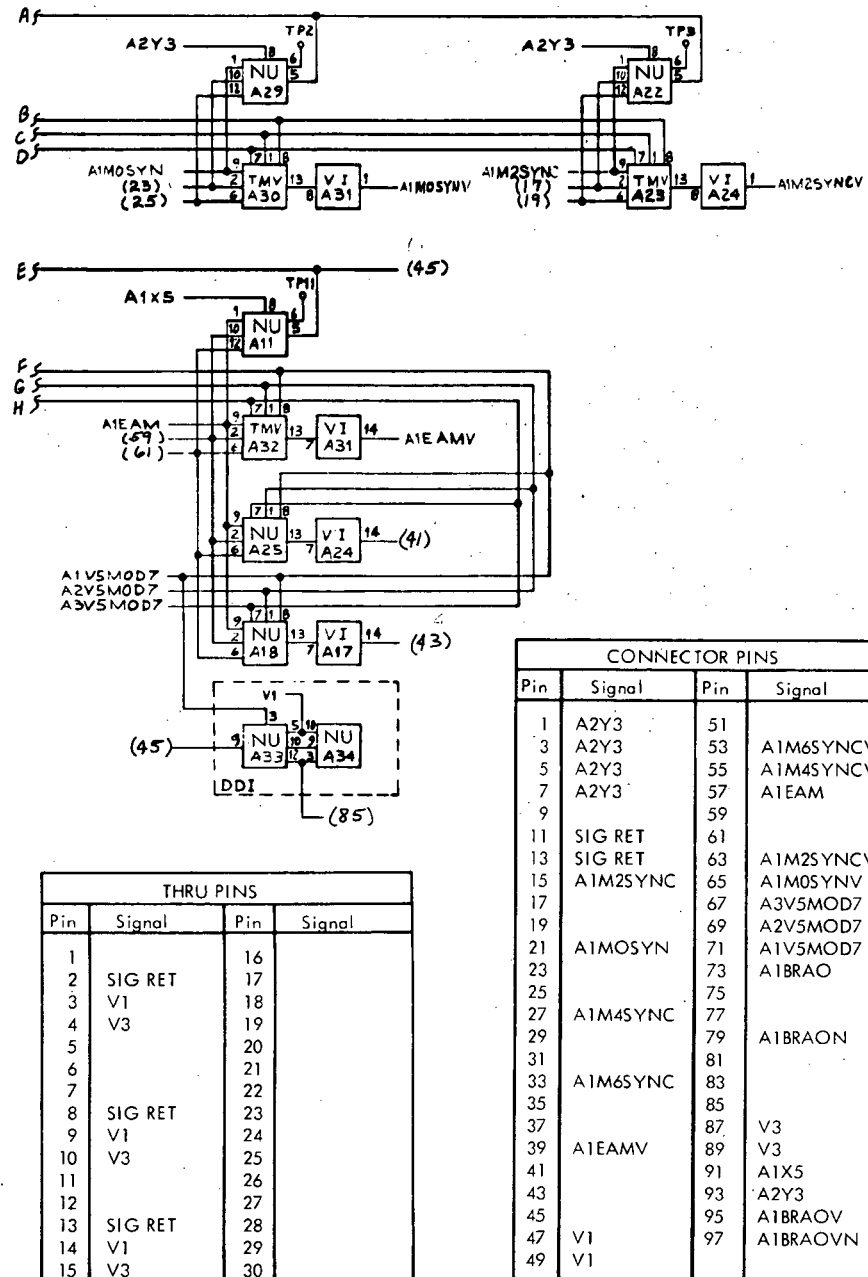 A
TP2 TP3
A2Y3 8 A2Y3 8
1 6 1 6
10 NU 5 10 NU 5
12 A29 12 A22
B
C
D
7 1 8 7 1 8
A1M0SYN 9 A1M2SYNC 9
(23) 2 TMV 13 VI 1 A1M0SYNV (17) 2 TMV 13 VI 1 A1M2SYNCV
(25) 6 A30 8 A31 (19) 6 A23 8 A24
E (45)
TP11
A1X5 8
1 6
10 NU 5
12 A11
F
G
H
7 1 8
A1EAM 9
(59) 2 TMV 13 VI 14 A1EAMV
(61) 6 A32 7 A31
7 1 8
9
2 NU 13 VI 14 (41)
6 A25 7 A24
A1V5MOD7
A2V5MOD7
A3V5MOD7
7 1 8
9
2 NU 13 VI 14 (43)
6 A18 7 A17
V1
3 5 10
(45) 9 NU 10 9 NU
A33 12 3 A34
DDI
(85)
CONNECTOR PINS
Pin Signal Pin Signal
1 A2Y3 51
3 A2Y3 53 A1M6SYNCV
5 A2Y3 55 A1M4SYNCV
7 A2Y3 57 A1EAM
9 59
11 SIG RET 61
13 SIG RET 63 A1M2SYNCV
15 A1M2SYNC 65 A1M0SYNV
17 67 A3V5MOD7
19 69 A2V5MOD7
21 A1MOSYN 71 A1V5MOD7
23 73 A1BRAO
25 75
27 A1M4SYNC 77
29 79 A1BRAON
31 81
33 A1M6SYNC 83
35 85
37 87 V3
39 A1EAMV 89 V3
41 91 A1X5
43 93 A2Y3
45 95 A1BRAOV
47 V1 97 A1BRAOVN
49 V1
THRU PINS
Pin Signal Pin Signal
1 16
2 SIG RET 17
3 V1 18
4 V3 19
5 20
6 21
7 22
8 SIG RET 23
9 V1 24
10 V3 25
11 26
12 27
13 SIG RET 28
14 V1 29
15 V3 30